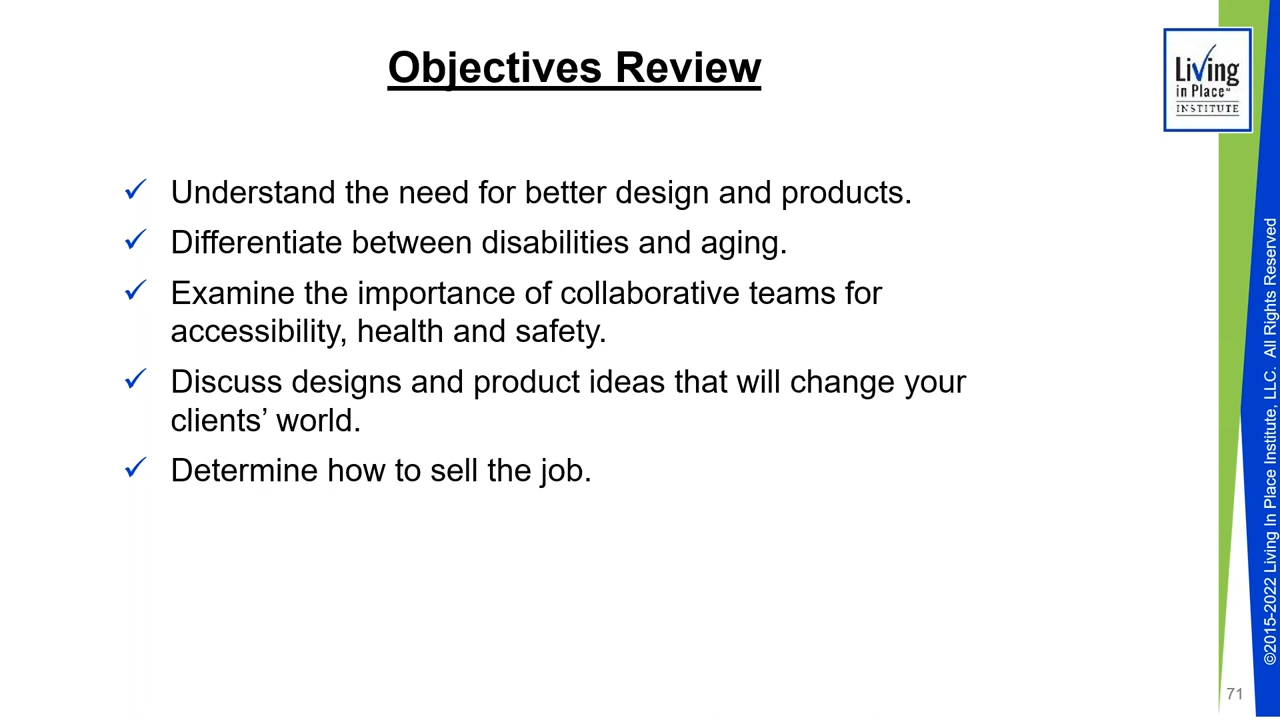 Objectives Review
Living
in Place™
INSTITUTE
✓ Understand the need for better design and products.
✓ Differentiate between disabilities and aging.
✓ Examine the importance of collaborative teams for
accessibility, health and safety.
✓ Discuss designs and product ideas that will change your
clients’ world.
✓ Determine how to sell the job.
©2015-2022 Living In Place Institute, LLC. All Rights Reserved
71